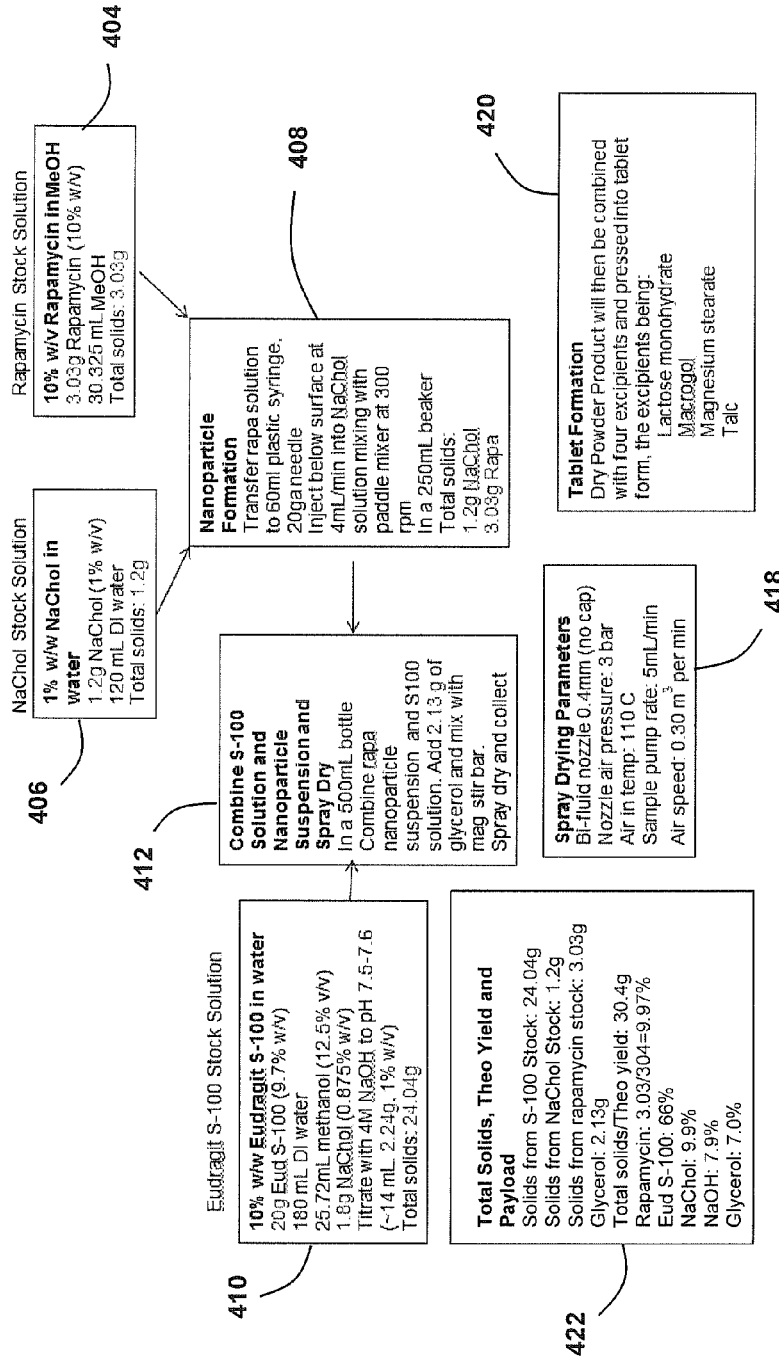 Rapamycin Stock Solution
10% w/v Rapamycin in MeOH
3.03g Rapamycin (10% w/v)
30.325 mL MeOH
Total solids: 3.03g
404
NaChol Stock Solution
1% w/w NaChol in
water
1.2g NaChol (1% w/v)
120 mL DI water
Total solids: 1.2g
406
Nanoparticle
Formation
Transfer rapa solution
to 60ml plastic syringe,
20ga needle
Inject below surface at
4mL/min into NaChol
solution mixing with
paddle mixer at 300
rpm
In a 250mL beaker
Total solids:
1.2g NaChol
3.03g Rapa
408
Eudragit S-100 Stock Solution
10% w/w Eudragit S-100 in water
20g Eud S-100 (9.7% w/v)
180 mL DI water
25.72mL methanol (12.5% v/v)
1.8g NaChol (0.875% w/v)
Titrate with 4M NaOH to pH 7.5-7.6
(~14 mL, 2.24g, 1% w/v)
Total solids: 24.04g
410
Combine S-100
Solution and
Nanoparticle
Suspension and
Spray Dry
In a 500mL bottle
Combine rapa
nanoparticle
suspension and S100
solution. Add 2.13 g of
glycerol and mix with
mag stir bar.
Spray dry and collect
412
Total Solids, Theo Yield and
Payload
Solids from S-100 Stock: 24.04g
Solids from NaChol Stock: 1.2g
Solids from rapamycin stock: 3.03g
Glycerol: 2.13g
Total solids/Theo yield: 30.4g
Rapamycin: 3.03/304=9.97%
Eud S-100: 66%
NaChol: 9.9%
NaOH: 7.9%
Glycerol: 7.0%
422
Spray Drying Parameters
Bi-fluid nozzle 0.4mm (no cap)
Nozzle air pressure: 3 bar
Air in temp: 110 C
Sample pump rate: 5mL/min
Air speed: 0.30 m³ per min
418
Tablet Formation
Dry Powder Product will then be combined
with four excipients and pressed into tablet
form, the excipients being:
Lactose monohydrate
Macrogol
Magnesium stearate
Talc
420